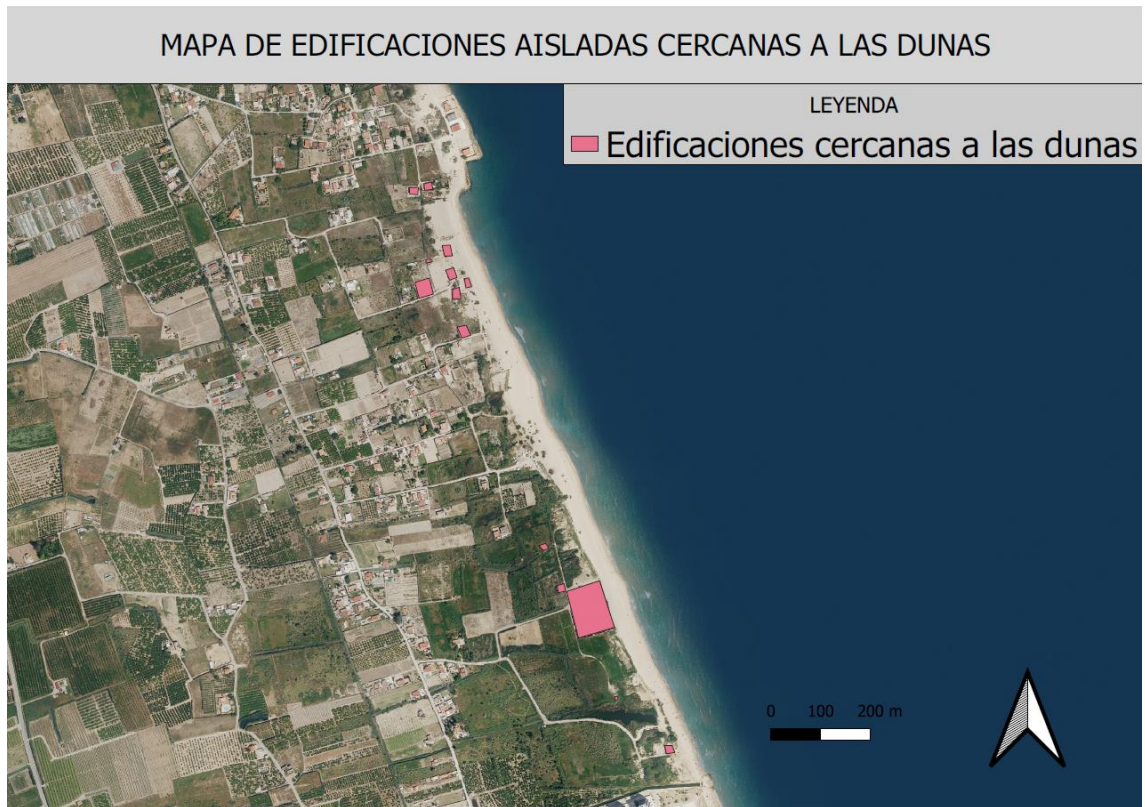 MAPA DE EDIFICACIONES AISLADAS CERCANAS A LAS DUNAS
LEYENDA
Edificaciones cercanas a las dunas
0 100 200 m